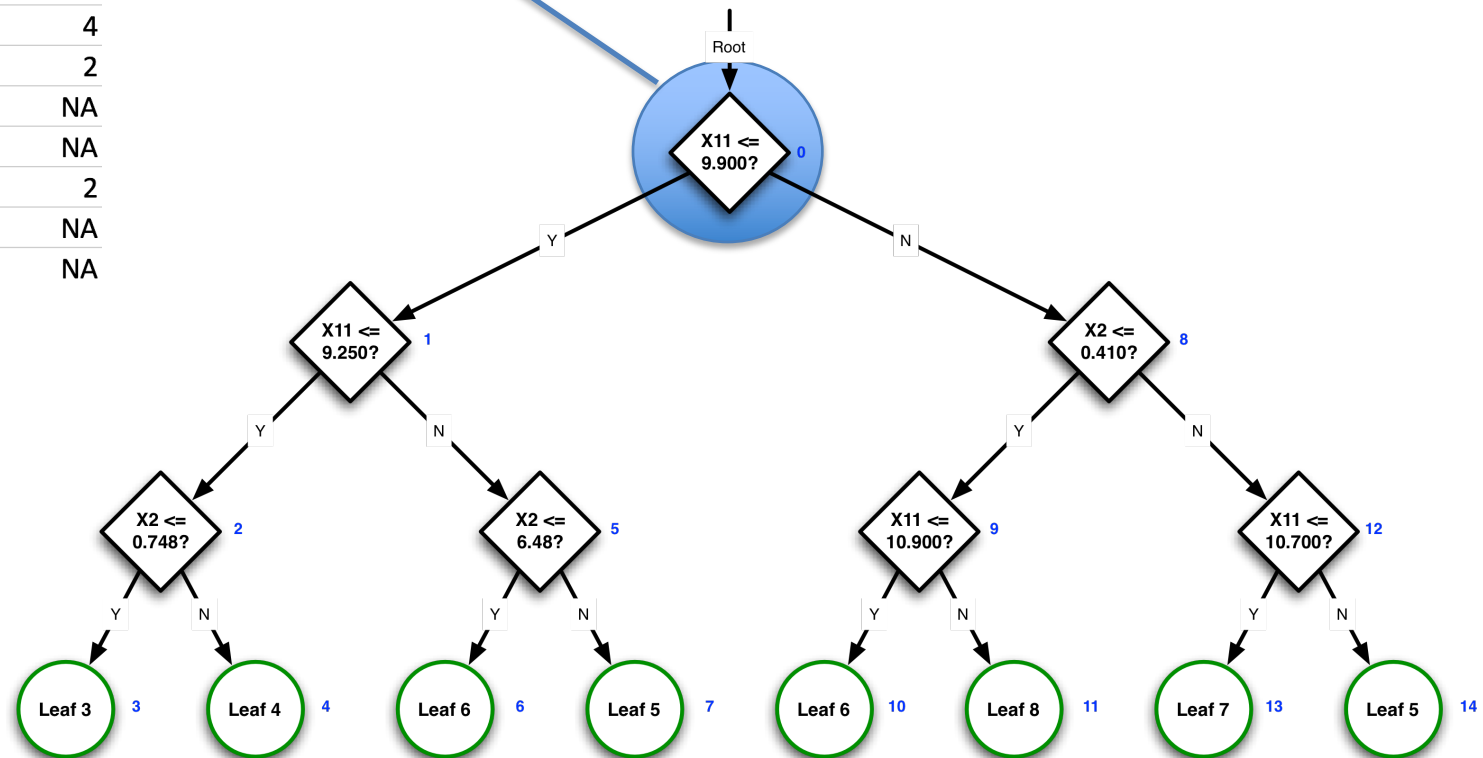 4
2
NA
NA
2
NA
NA
Root
X11 <=
9.900?
0
Y
N
X11 <=
9.250?
1
X2 <=
0.410?
8
Y
N
Y
N
X2 <=
0.748?
2
X2 <=
6.48?
5
X11 <=
10.900?
9
X11 <=
10.700?
12
Y
N
Y
N
Y
N
Y
N
Leaf 3
3
Leaf 4
4
Leaf 6
6
Leaf 5
7
Leaf 6
10
Leaf 8
11
Leaf 7
13
Leaf 5
14